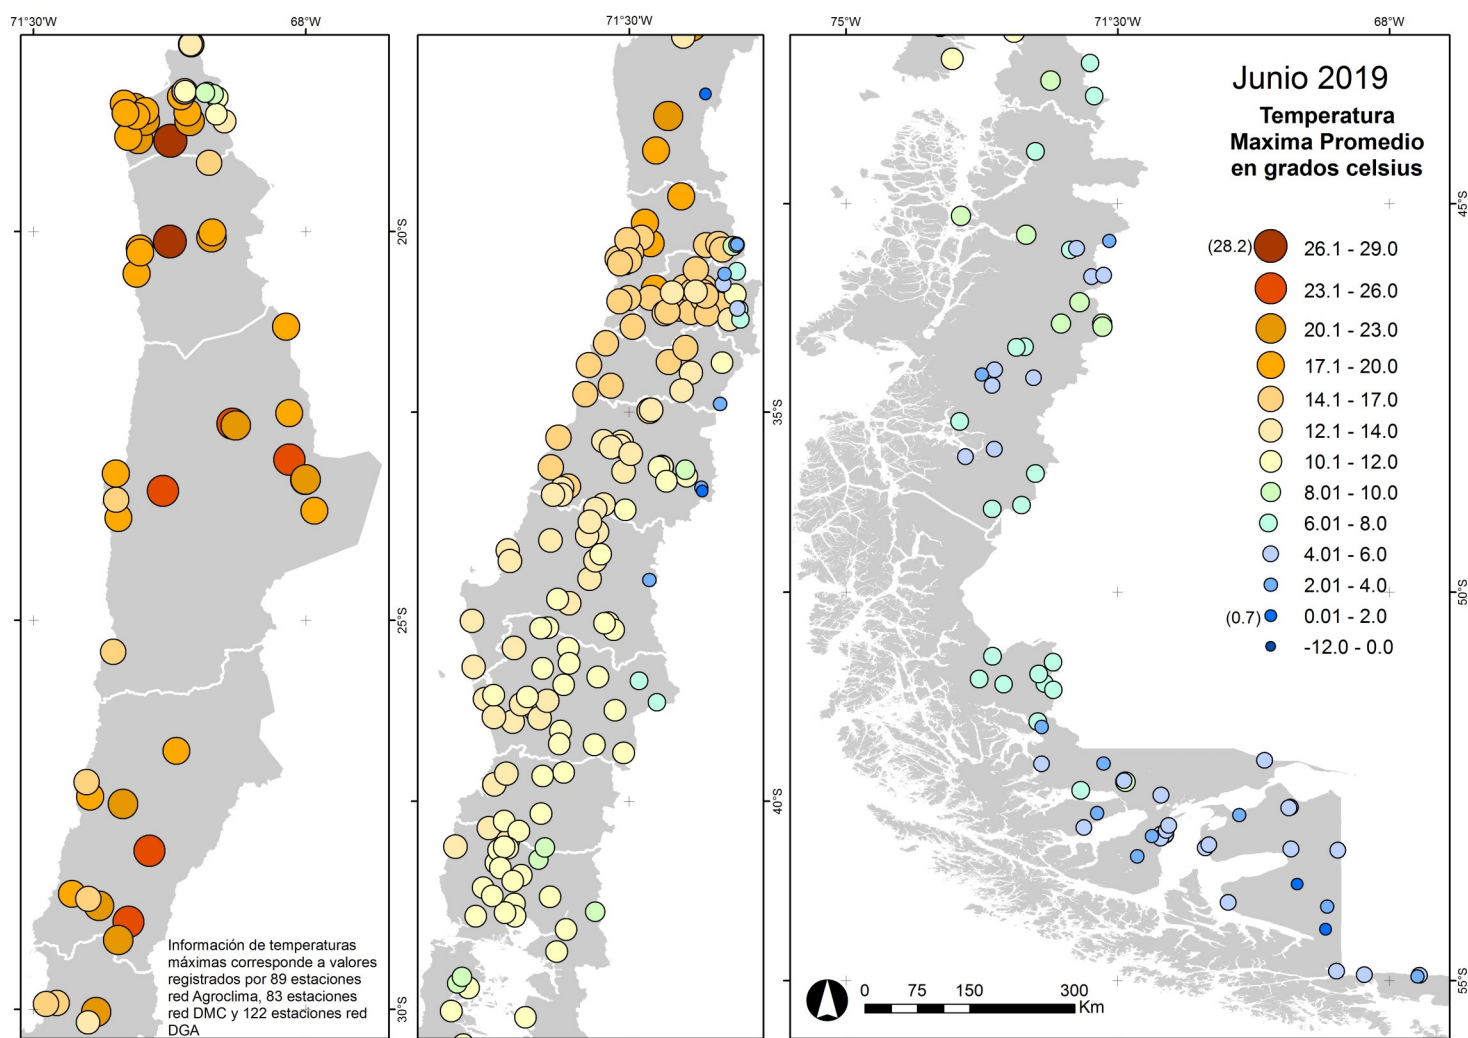 71°30'W
68°W
71°30'W
75°W
71°30'W
68°W
Junio 2019
Temperatura
Maxima Promedio
en grados celsius
(28.2)
26.1 - 29.0
23.1 - 26.0
20.1 - 23.0
17.1 - 20.0
14.1 - 17.0
12.1 - 14.0
10.1 - 12.0
8.01 - 10.0
6.01 - 8.0
4.01 - 6.0
2.01 - 4.0
(0.7)
0.01 - 2.0
-12.0 - 0.0
20°S
25°S
30°S
35°S
40°S
45°S
50°S
55°S
Información de temperaturas
máximas corresponde a valores
registrados por 89 estaciones
red Agroclima, 83 estaciones
red DMC y 122 estaciones red
DGA
0 75 150 300
Km